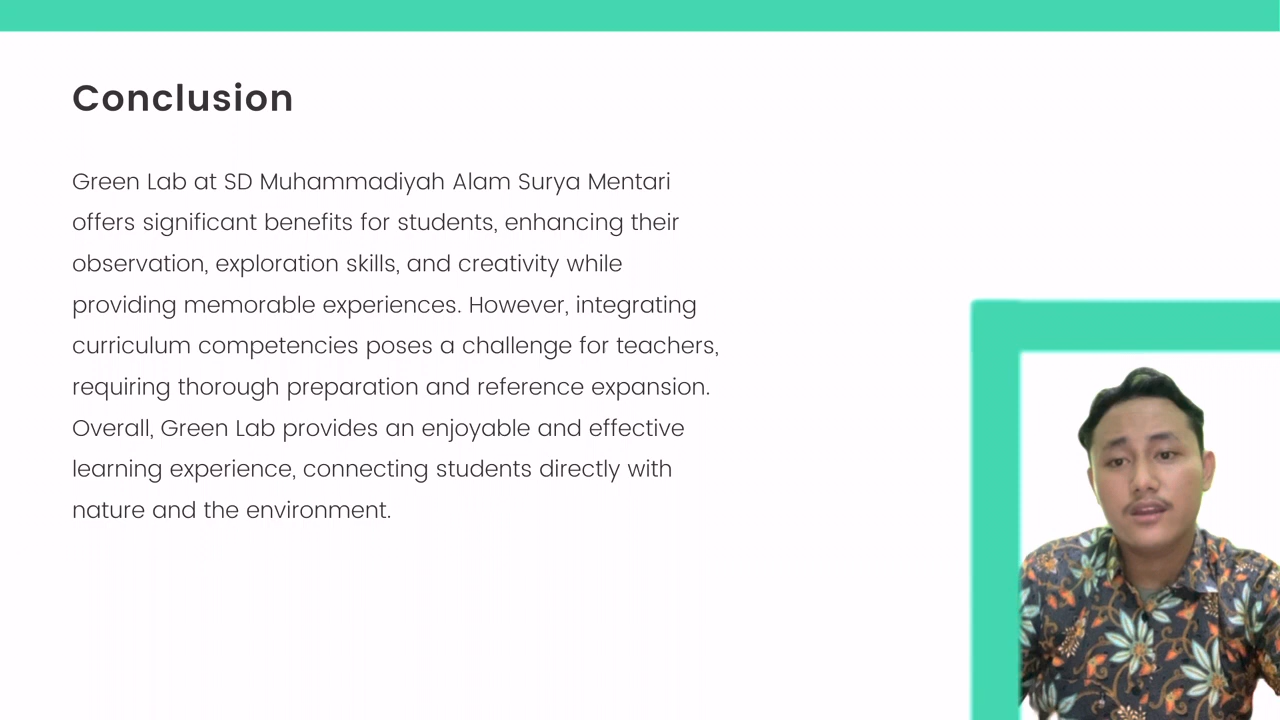 Conclusion
Green Lab at SD Muhammadiyah Alam Surya Mentari
offers significant benefits for students, enhancing their
observation, exploration skills, and creativity while
providing memorable experiences. However, integrating
curriculum competencies poses a challenge for teachers,
requiring thorough preparation and reference expansion.
Overall, Green Lab provides an enjoyable and effective
learning experience, connecting students directly with
nature and the environment.